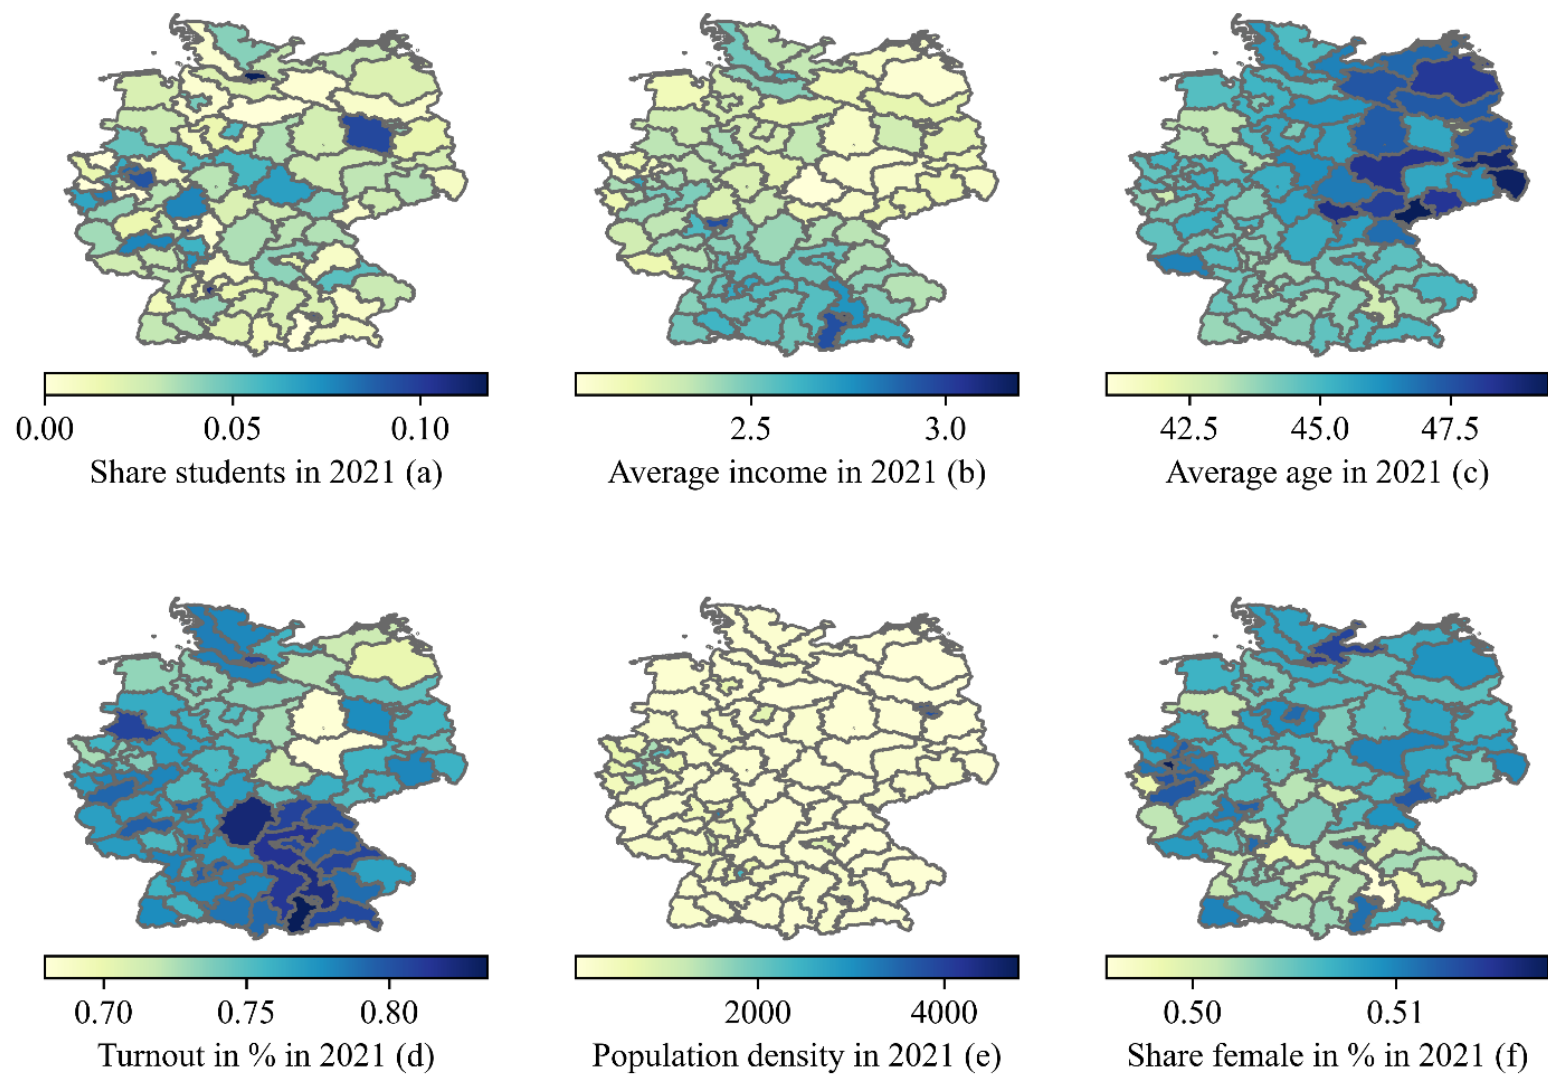 0.00 0.05 0.10
Share students in 2021 (a)
2.5 3.0
Average income in 2021 (b)
42.5 45.0 47.5
Average age in 2021 (c)
0.70 0.75 0.80
Turnout in % in 2021 (d)
2000 4000
Population density in 2021 (e)
0.50 0.51
Share female in % in 2021 (f)